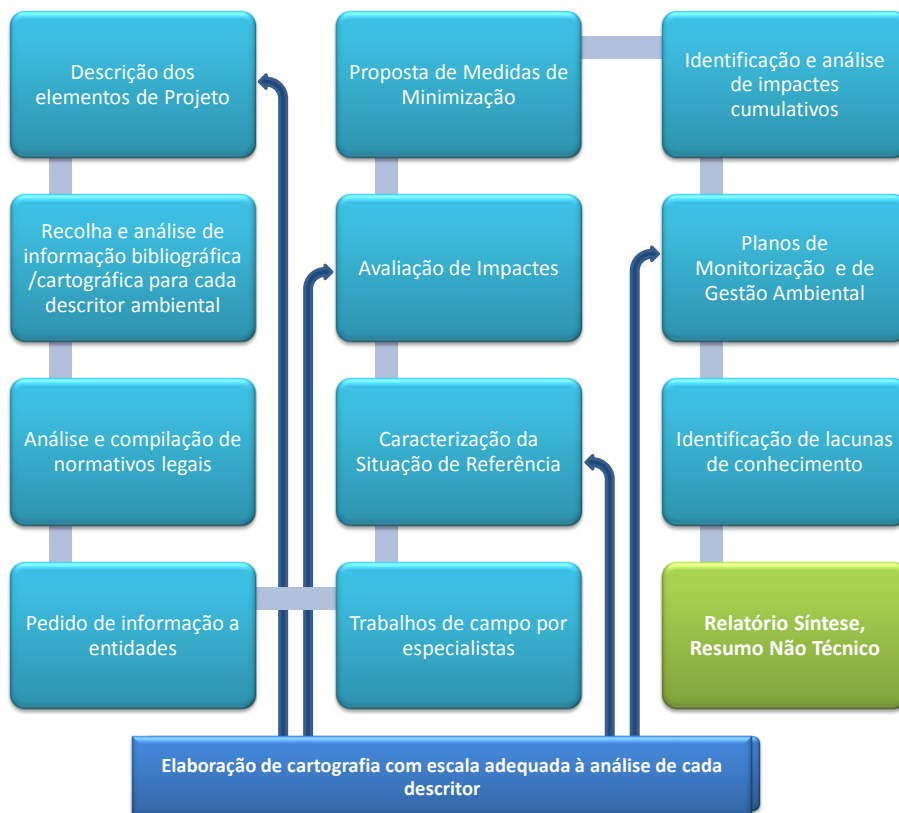 Descrição dos
elementos de Projeto
Recolha e análise de
informação bibliográfica
/cartográfica para cada
descritor ambiental
Análise e compilação de
normativos legais
Pedido de informação a
entidades
Proposta de Medidas de
Minimização
Avaliação de Impactes
Caracterização da
Situação de Referência
Trabalhos de campo por
especialistas
Identificação e análise
de impactes
cumulativos
Planos de
Monitorização e de
Gestão Ambiental
Identificação de lacunas
de conhecimento
Relatório Síntese,
Resumo Não Técnico
Elaboração de cartografia com escala adequada à análise de cada
descritor